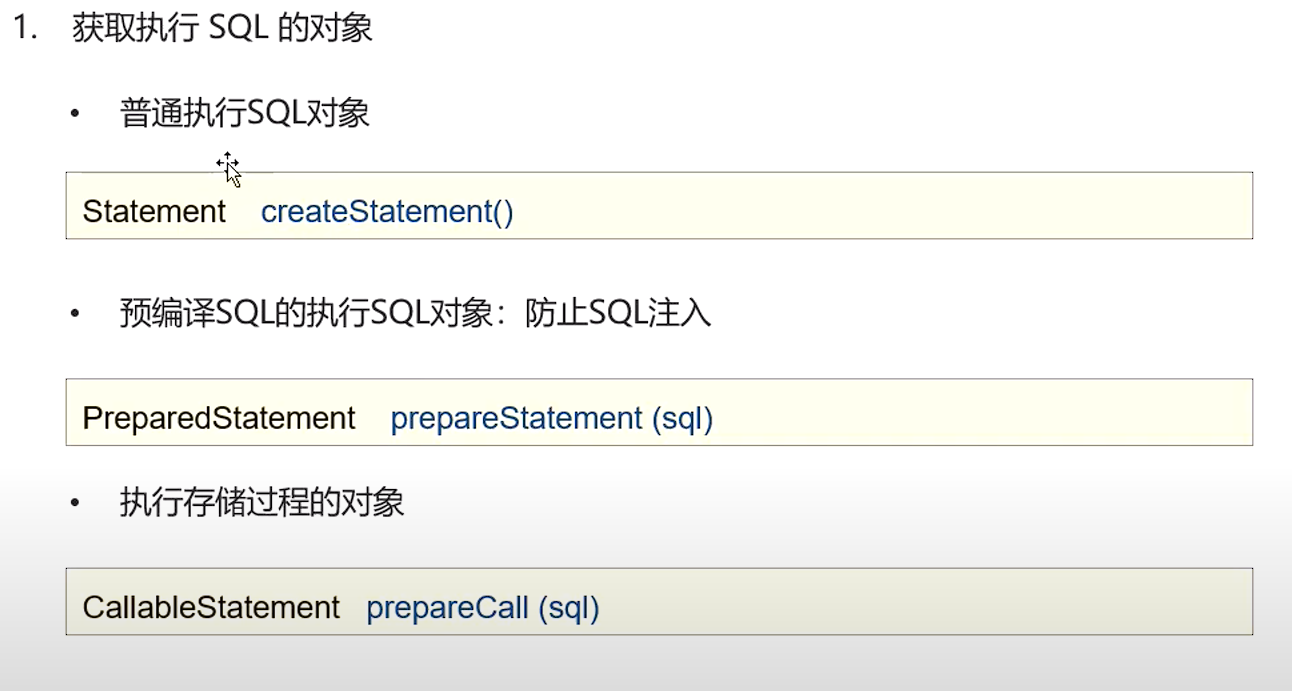 1. 获取执行 SQL 的对象
• 普通执行SQL对象
Statement createStatement()
• 预编译SQL的执行SQL对象：防止SQL注入
PreparedStatement prepareStatement (sql)
• 执行存储过程的对象
CallableStatement prepareCall (sql)